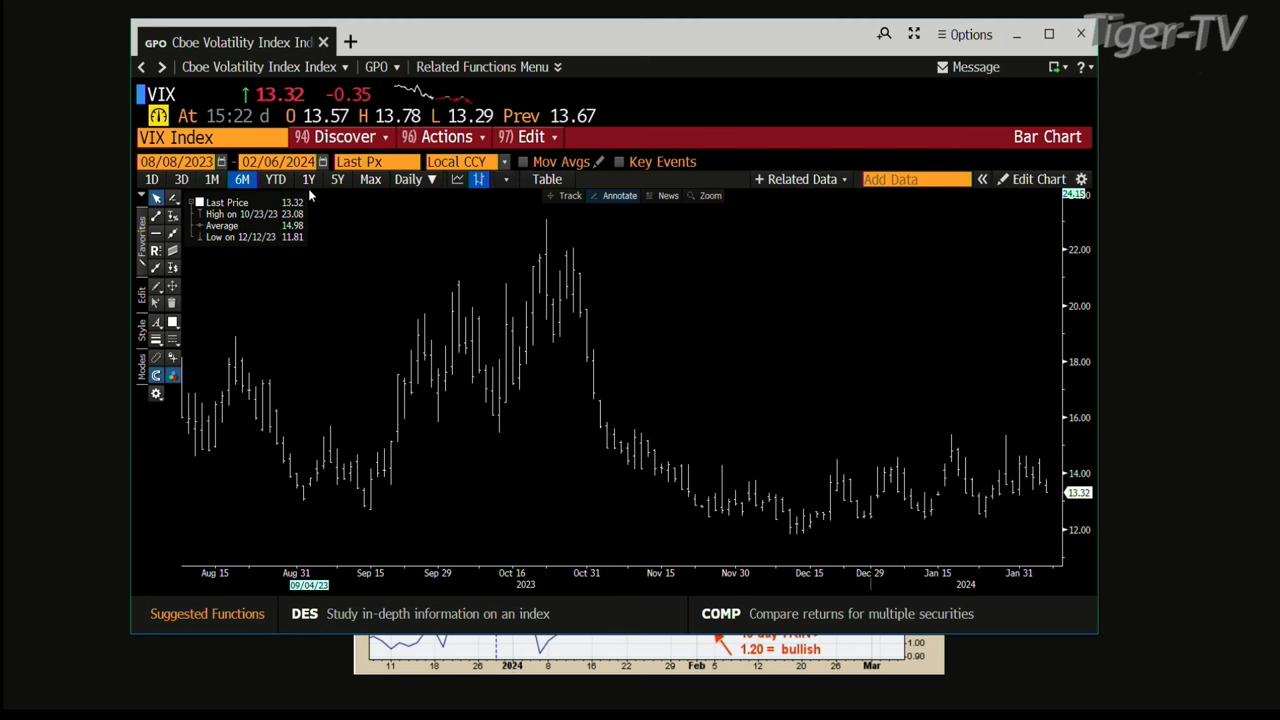 Tiger-TV
GPO Cboe Volatility Index Ind
Options
Cboe Volatility Index Index GPO Related Functions Menu
Message
VIX 13.32 -0.35
At 15:22 d O 13.57 H 13.78 L 13.29 Prev 13.67
VIX Index 94) Discover 96) Actions 97) Edit Bar Chart
08/08/2023 - 02/06/2024 Last Px Local CCY Mov Avgs Key Events
1D 3D 1M 6M YTD 1Y 5Y Max Daily Table + Related Data Add Data Edit Chart
Track Annotate News Zoom
24.15
Last Price 13.32
High on 10/23/23 23.08
Average 14.98
Low on 12/12/23 11.81
Favorites
Edit
Style
Modes
22.00
20.00
18.00
16.00
14.00
13.32
12.00
Aug 15 Aug 31 Sep 15 Sep 29 Oct 16 Oct 31 Nov 15 Nov 30 Dec 15 Dec 29 Jan 15 Jan 31
09/04/23 2023 2024
Suggested Functions DES Study in-depth information on an index COMP Compare returns for multiple securities
1.20 = bullish
1.00
0.90
11 18 26 2024 8 16 22 29 Feb 5 12 20 26 Mar